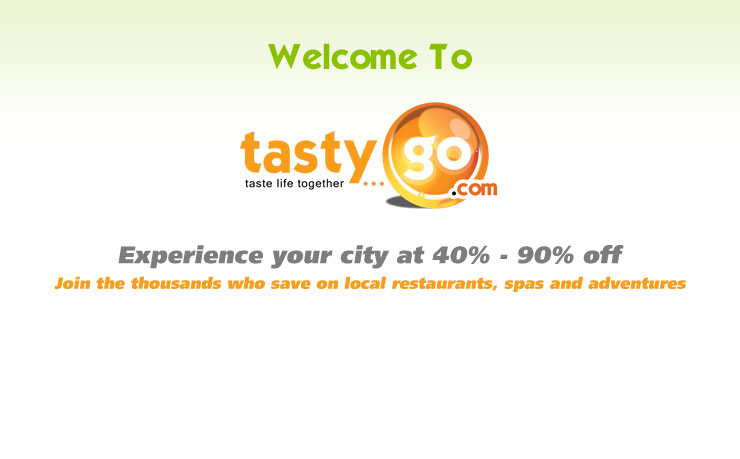 Welcome To
tasty go
taste life together ... .com
Experience your city at 40% - 90% off
Join the thousands who save on local restaurants, spas and adventures